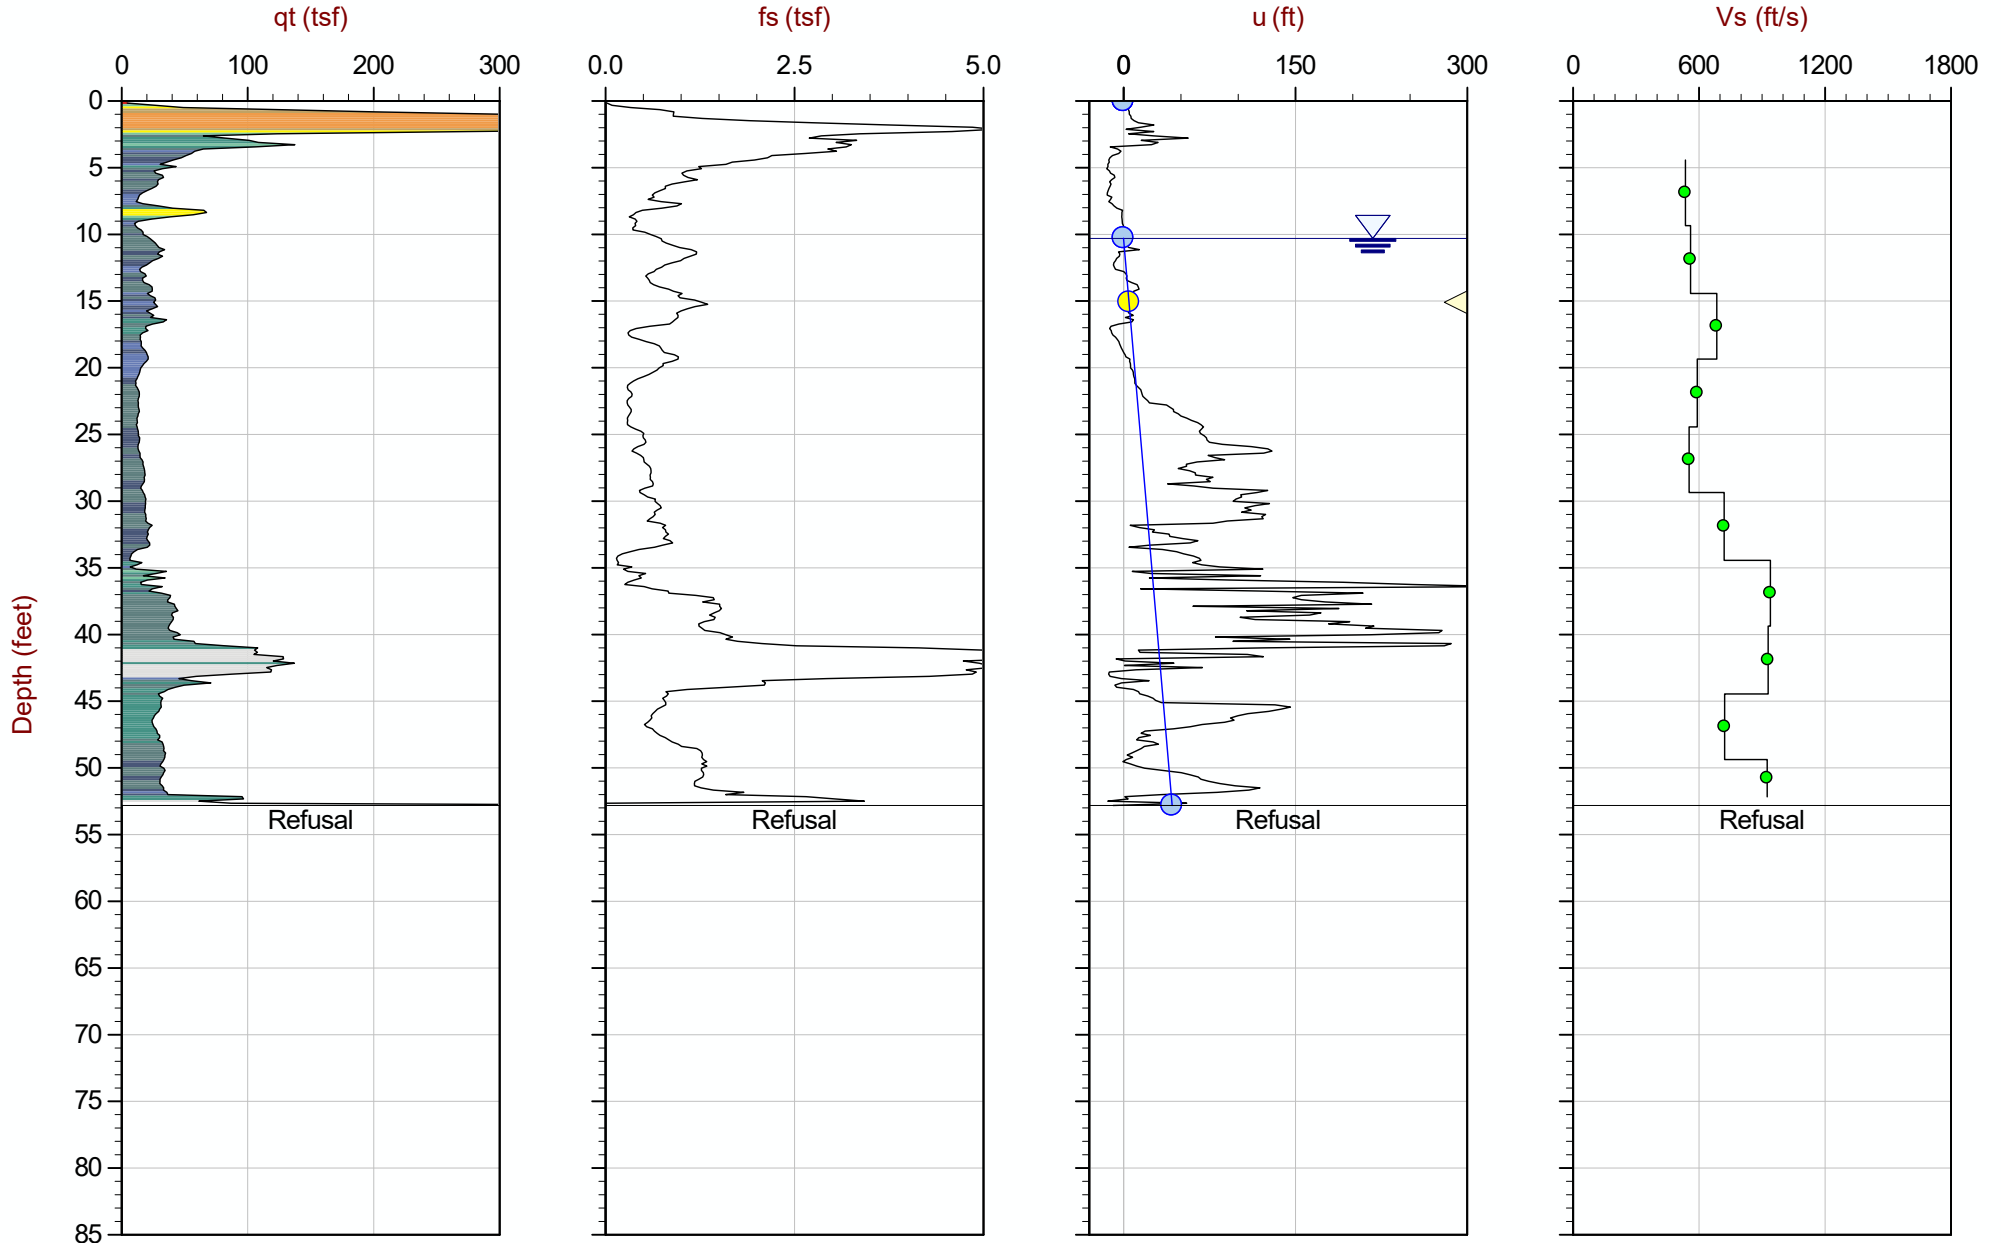 qt (tsf)
fs (tsf)
u (ft)
Vs (ft/s)
0 100 200 300
0.0 2.5 5.0
0 150 300
0 600 1200 1800
0
5
10
15
20
25
30
35
40
45
50
55
60
65
70
75
80
85
Depth (feet)
Refusal
Refusal
Refusal
Refusal